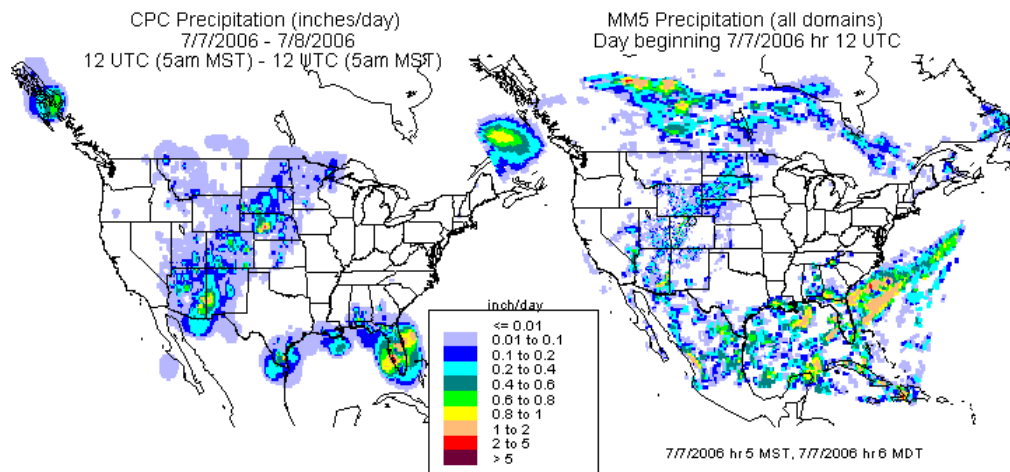 CPC Precipitation (inches/day)
7/7/2006 - 7/8/2006
12 UTC (5am MST) - 12 UTC (5am MST)
MM5 Precipitation (all domains)
Day beginning 7/7/2006 hr 12 UTC
inch/day
<= 0.01
0.01 to 0.1
0.1 to 0.2
0.2 to 0.4
0.4 to 0.6
0.6 to 0.8
0.8 to 1
1 to 2
2 to 5
> 5
7/7/2006 hr 5 MST, 7/7/2006 hr 6 MDT